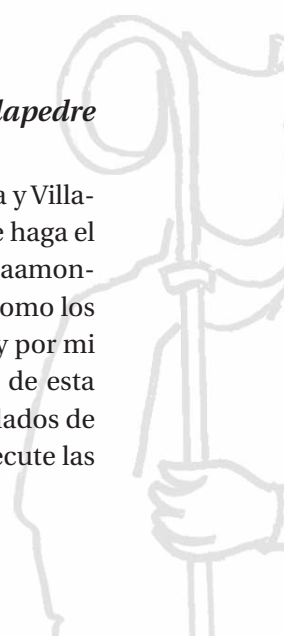 lapedre
a y Villa-
e haga el
aamon-
omo los
y por mi
de esta
lados de
ecute las